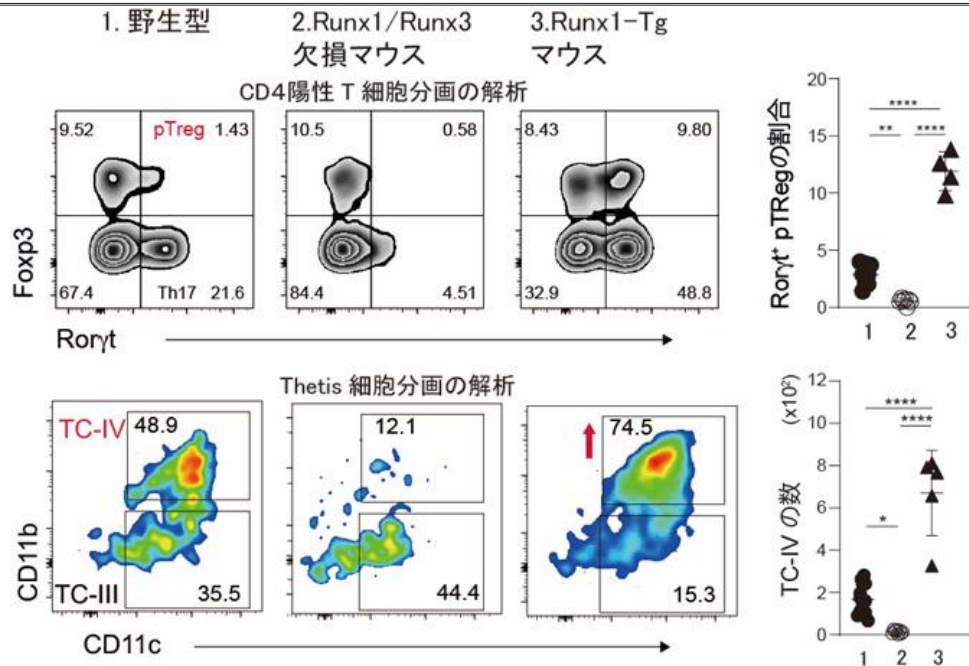 1. 野生型
2.Runx1/Runx3
欠損マウス
3.Runx1-Tg
マウス
CD4陽性 T 細胞分画の解析
9.52 pTreg 1.43
67.4 Th17 21.6
10.5 0.58
84.4 4.51
8.43 9.80
32.9 48.8
Foxp3
Rorγt
Rorγt⁺ pTRegの割合
20
15
10
5
0
****
** ****
1 2 3
Thetis 細胞分画の解析
TC-IV
48.9
TC-III
35.5
12.1
44.4
74.5
15.3
CD11b
CD11c
TC-IV の数
(x10²)
12
10
8
6
4
2
0
****
****
*
1 2 3